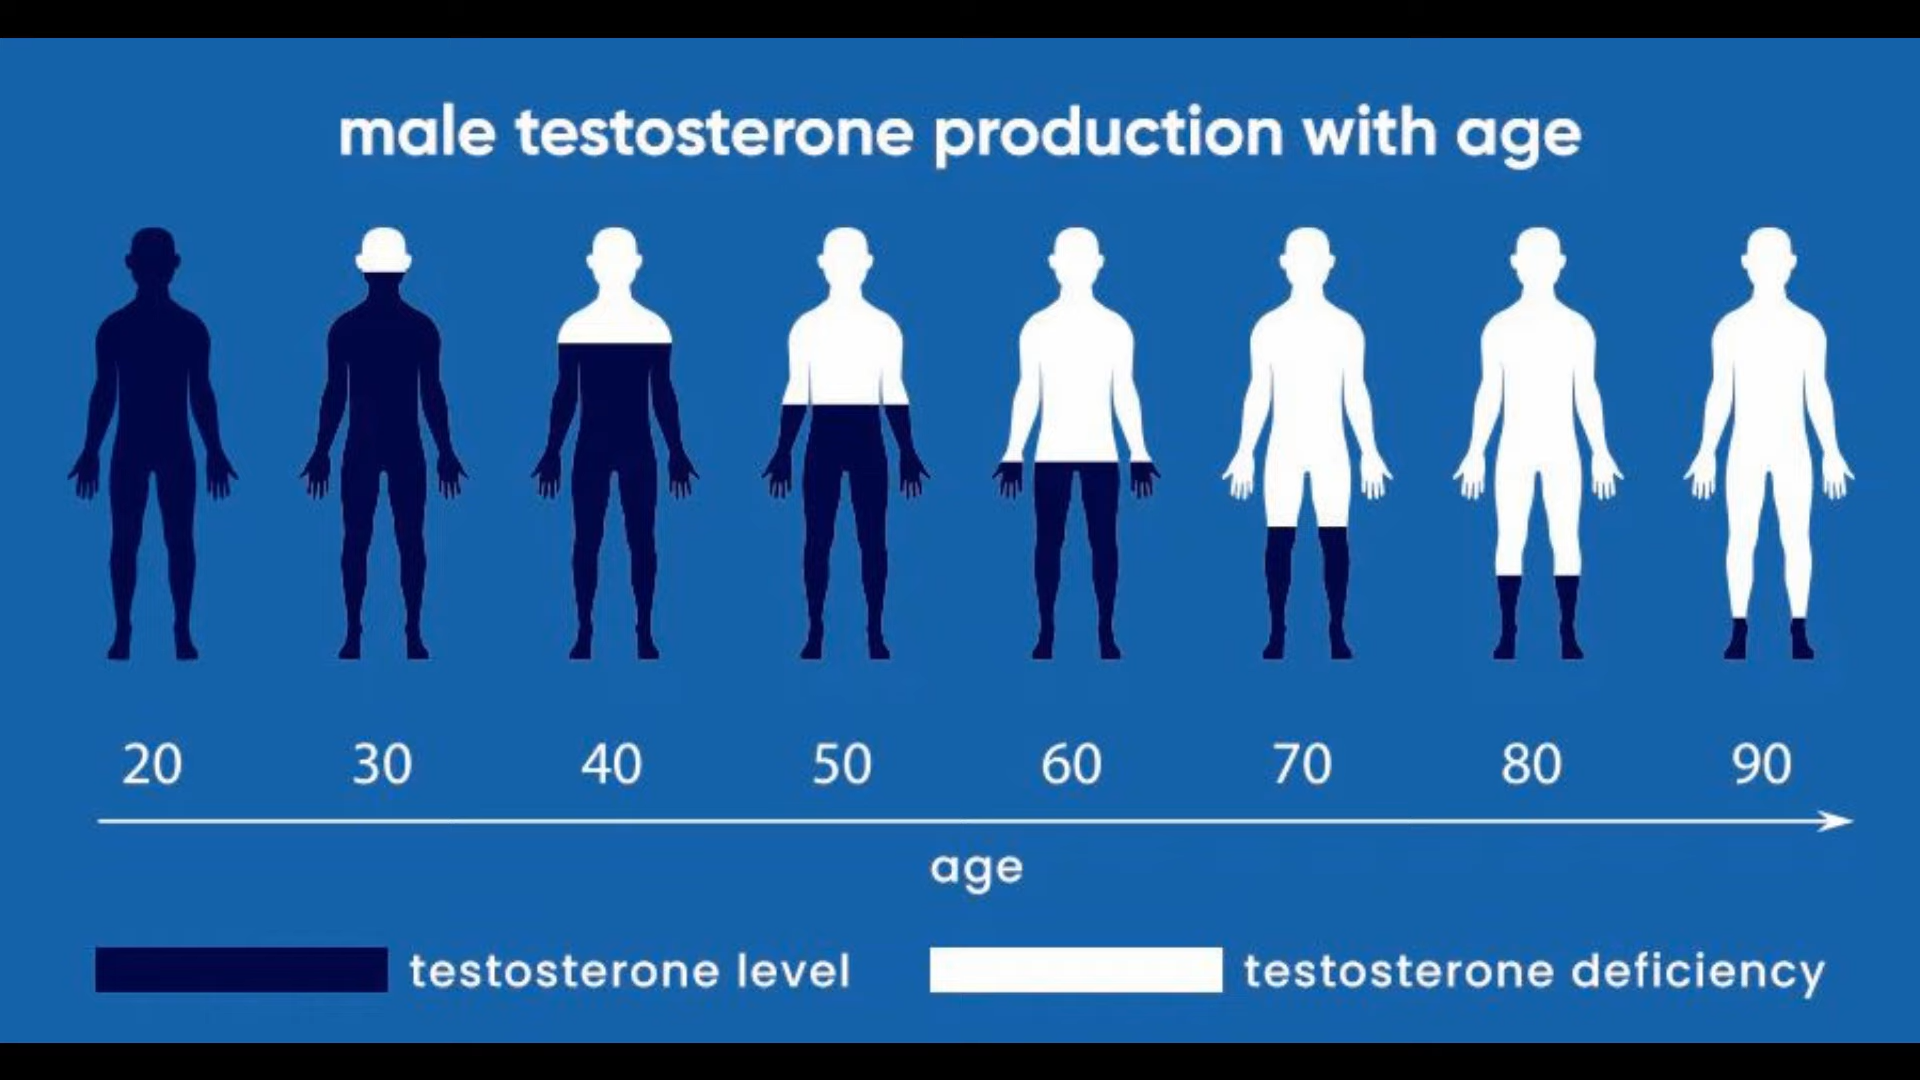 male testosterone production with age
20 30 40 50 60 70 80 90
age
testosterone level testosterone deficiency